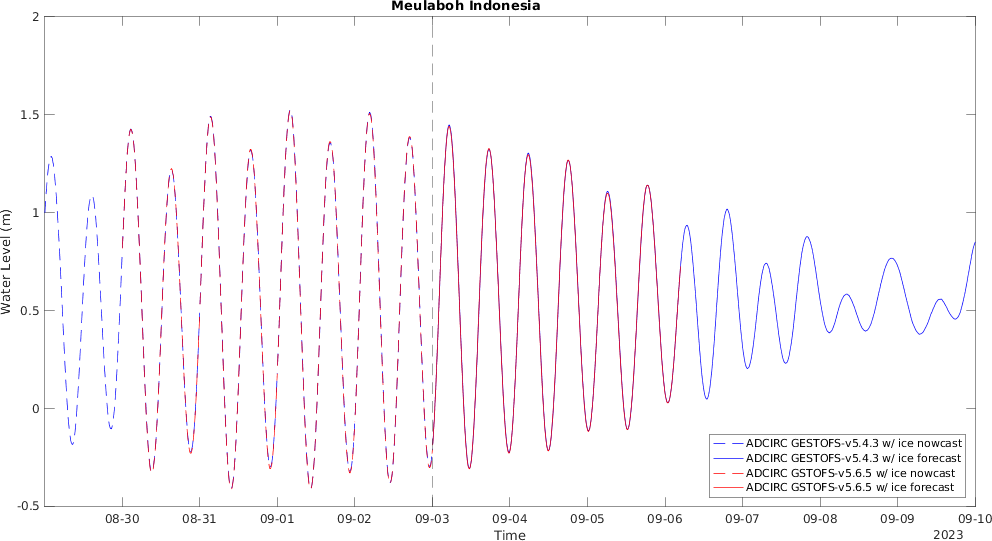 Meulaboh Indonesia
Water Level (m)
2
1.5
1
0.5
0
-0.5
08-30 08-31 09-01 09-02 09-03 09-04 09-05 09-06 09-07 09-08 09-09 09-10
Time
2023
ADCIRC GESTOFS-v5.4.3 w/ ice nowcast
ADCIRC GESTOFS-v5.4.3 w/ ice forecast
ADCIRC GSTOFS-v5.6.5 w/ ice nowcast
ADCIRC GSTOFS-v5.6.5 w/ ice forecast